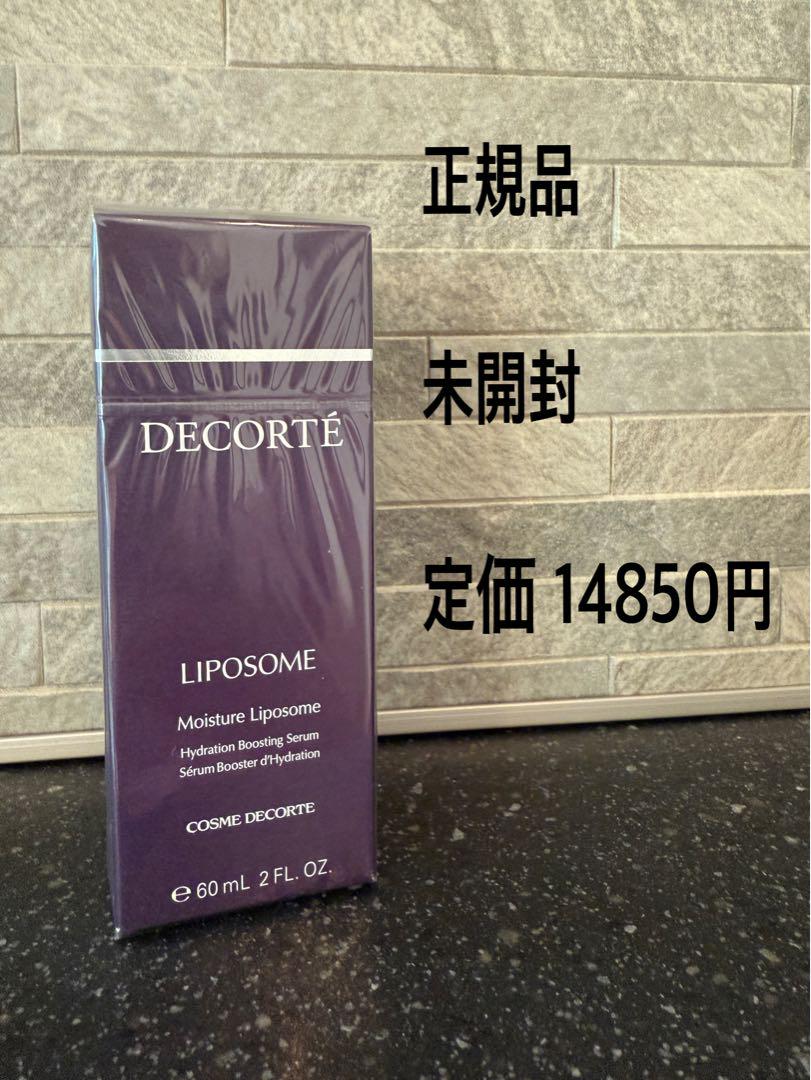 正規品
未開封
定価 14850円
DECORTÉ
LIPOSOME
Moisture Liposome
Hydration Boosting Serum
Sérum Booster d'Hydration
COSME DECORTE
℮ 60 mL 2 FL. OZ.